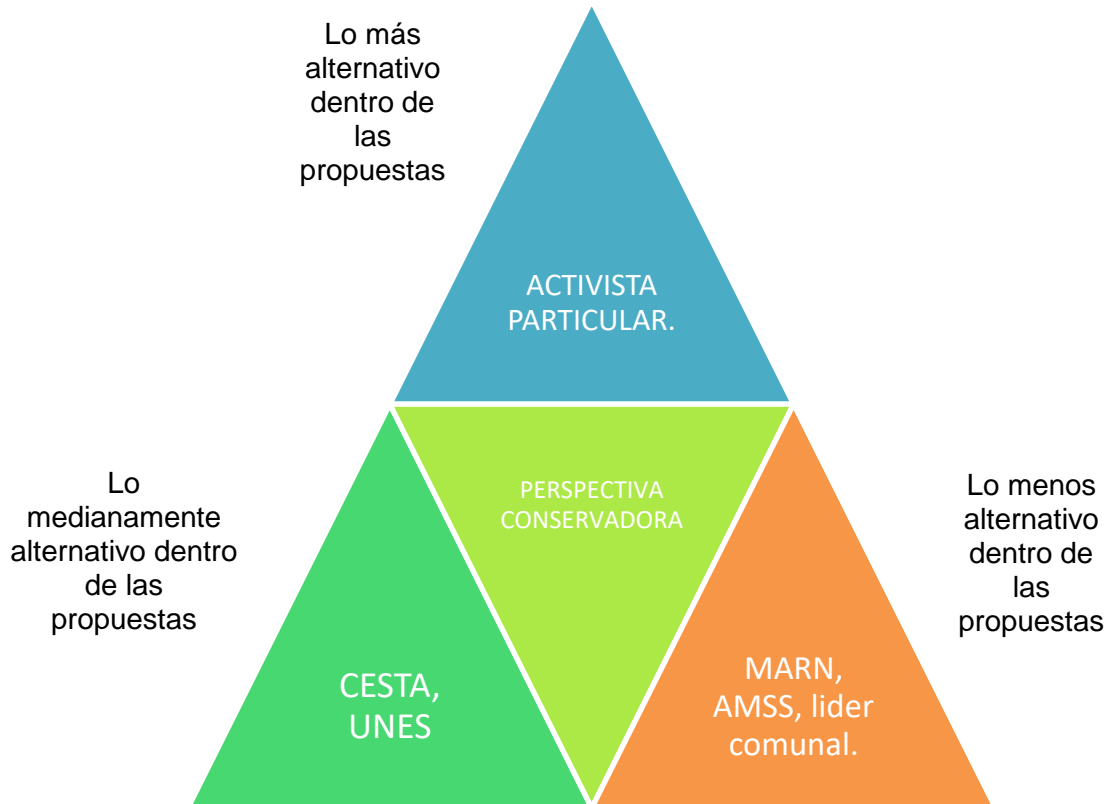 Lo más
alternativo
dentro de
las
propuestas
ACTIVISTA
PARTICULAR.
Lo
medianamente
alternativo dentro
de las
propuestas
PERSPECTIVA
CONSERVADORA
Lo menos
alternativo
dentro de
las
propuestas
CESTA,
UNES
MARN,
AMSS, lider
comunal.